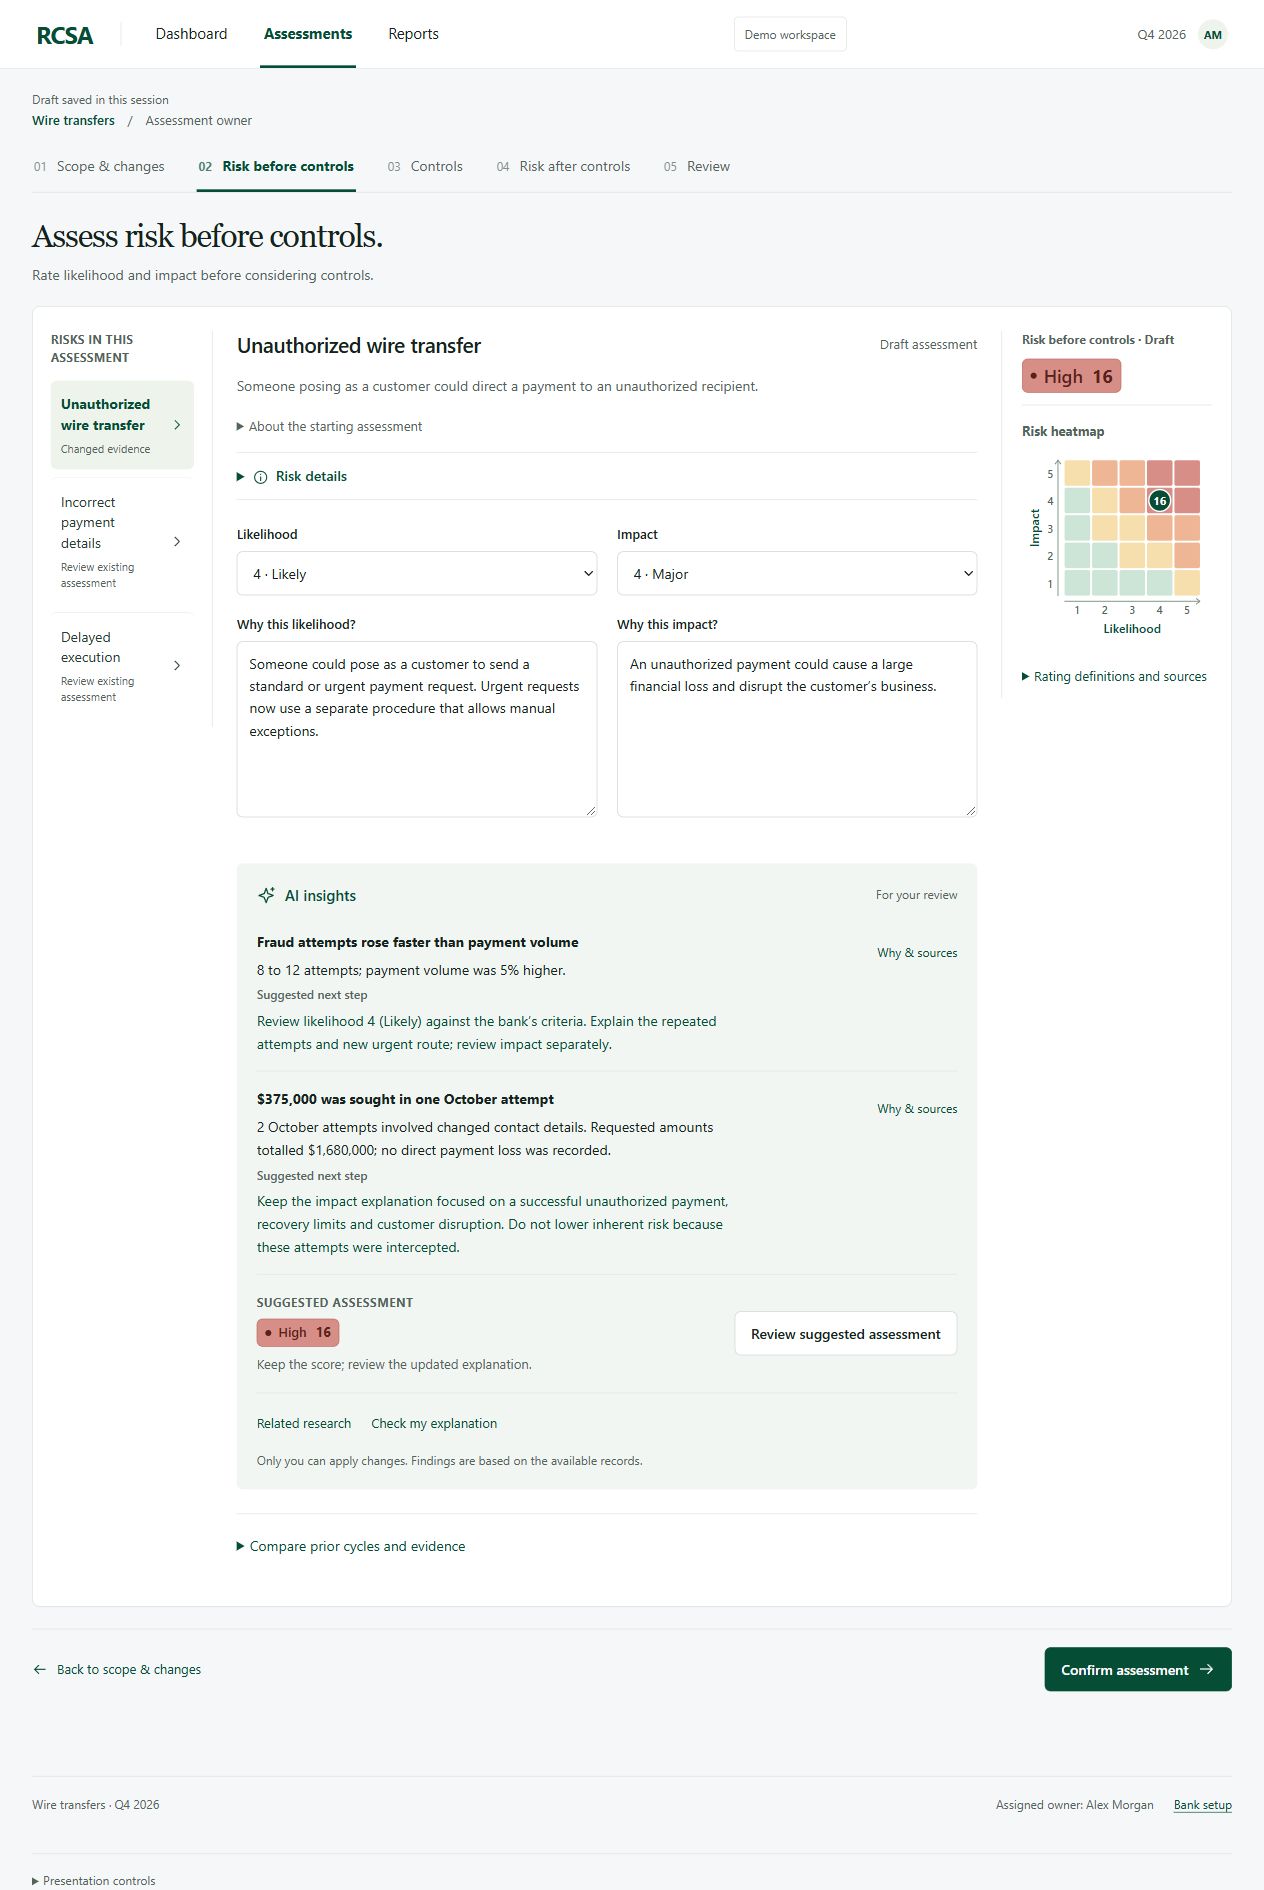 RCSA
Dashboard
Assessments
Reports
Demo workspace
Q4 2026
AM
Draft saved in this session
Wire transfers / Assessment owner
01 Scope & changes
02 Risk before controls
03 Controls
04 Risk after controls
05 Review
Assess risk before controls.
Rate likelihood and impact before considering controls.
RISKS IN THIS
ASSESSMENT
Unauthorized
wire transfer
Changed evidence
Incorrect
payment
details
Review existing
assessment
Delayed
execution
Review existing
assessment
Unauthorized wire transfer
Draft assessment
Someone posing as a customer could direct a payment to an unauthorized recipient.
About the starting assessment
Risk details
Likelihood
4 · Likely
Impact
4 · Major
Why this likelihood?
Someone could pose as a customer to send a
standard or urgent payment request. Urgent requests
now use a separate procedure that allows manual
exceptions.
Why this impact?
An unauthorized payment could cause a large
financial loss and disrupt the customer’s business.
AI insights
For your review
Fraud attempts rose faster than payment volume
Why & sources
8 to 12 attempts; payment volume was 5% higher.
Suggested next step
Review likelihood 4 (Likely) against the bank’s criteria. Explain the repeated
attempts and new urgent route; review impact separately.
$375,000 was sought in one October attempt
Why & sources
2 October attempts involved changed contact details. Requested amounts
totalled $1,680,000; no direct payment loss was recorded.
Suggested next step
Keep the impact explanation focused on a successful unauthorized payment,
recovery limits and customer disruption. Do not lower inherent risk because
these attempts were intercepted.
SUGGESTED ASSESSMENT
• High 16
Keep the score; review the updated explanation.
Review suggested assessment
Related research
Check my explanation
Only you can apply changes. Findings are based on the available records.
Compare prior cycles and evidence
Risk before controls · Draft
• High 16
Risk heatmap
Impact
5
4
3
2
1
16
1 2 3 4 5
Likelihood
Rating definitions and sources
← Back to scope & changes
Confirm assessment →
Wire transfers · Q4 2026
Assigned owner: Alex Morgan
Bank setup
Presentation controls